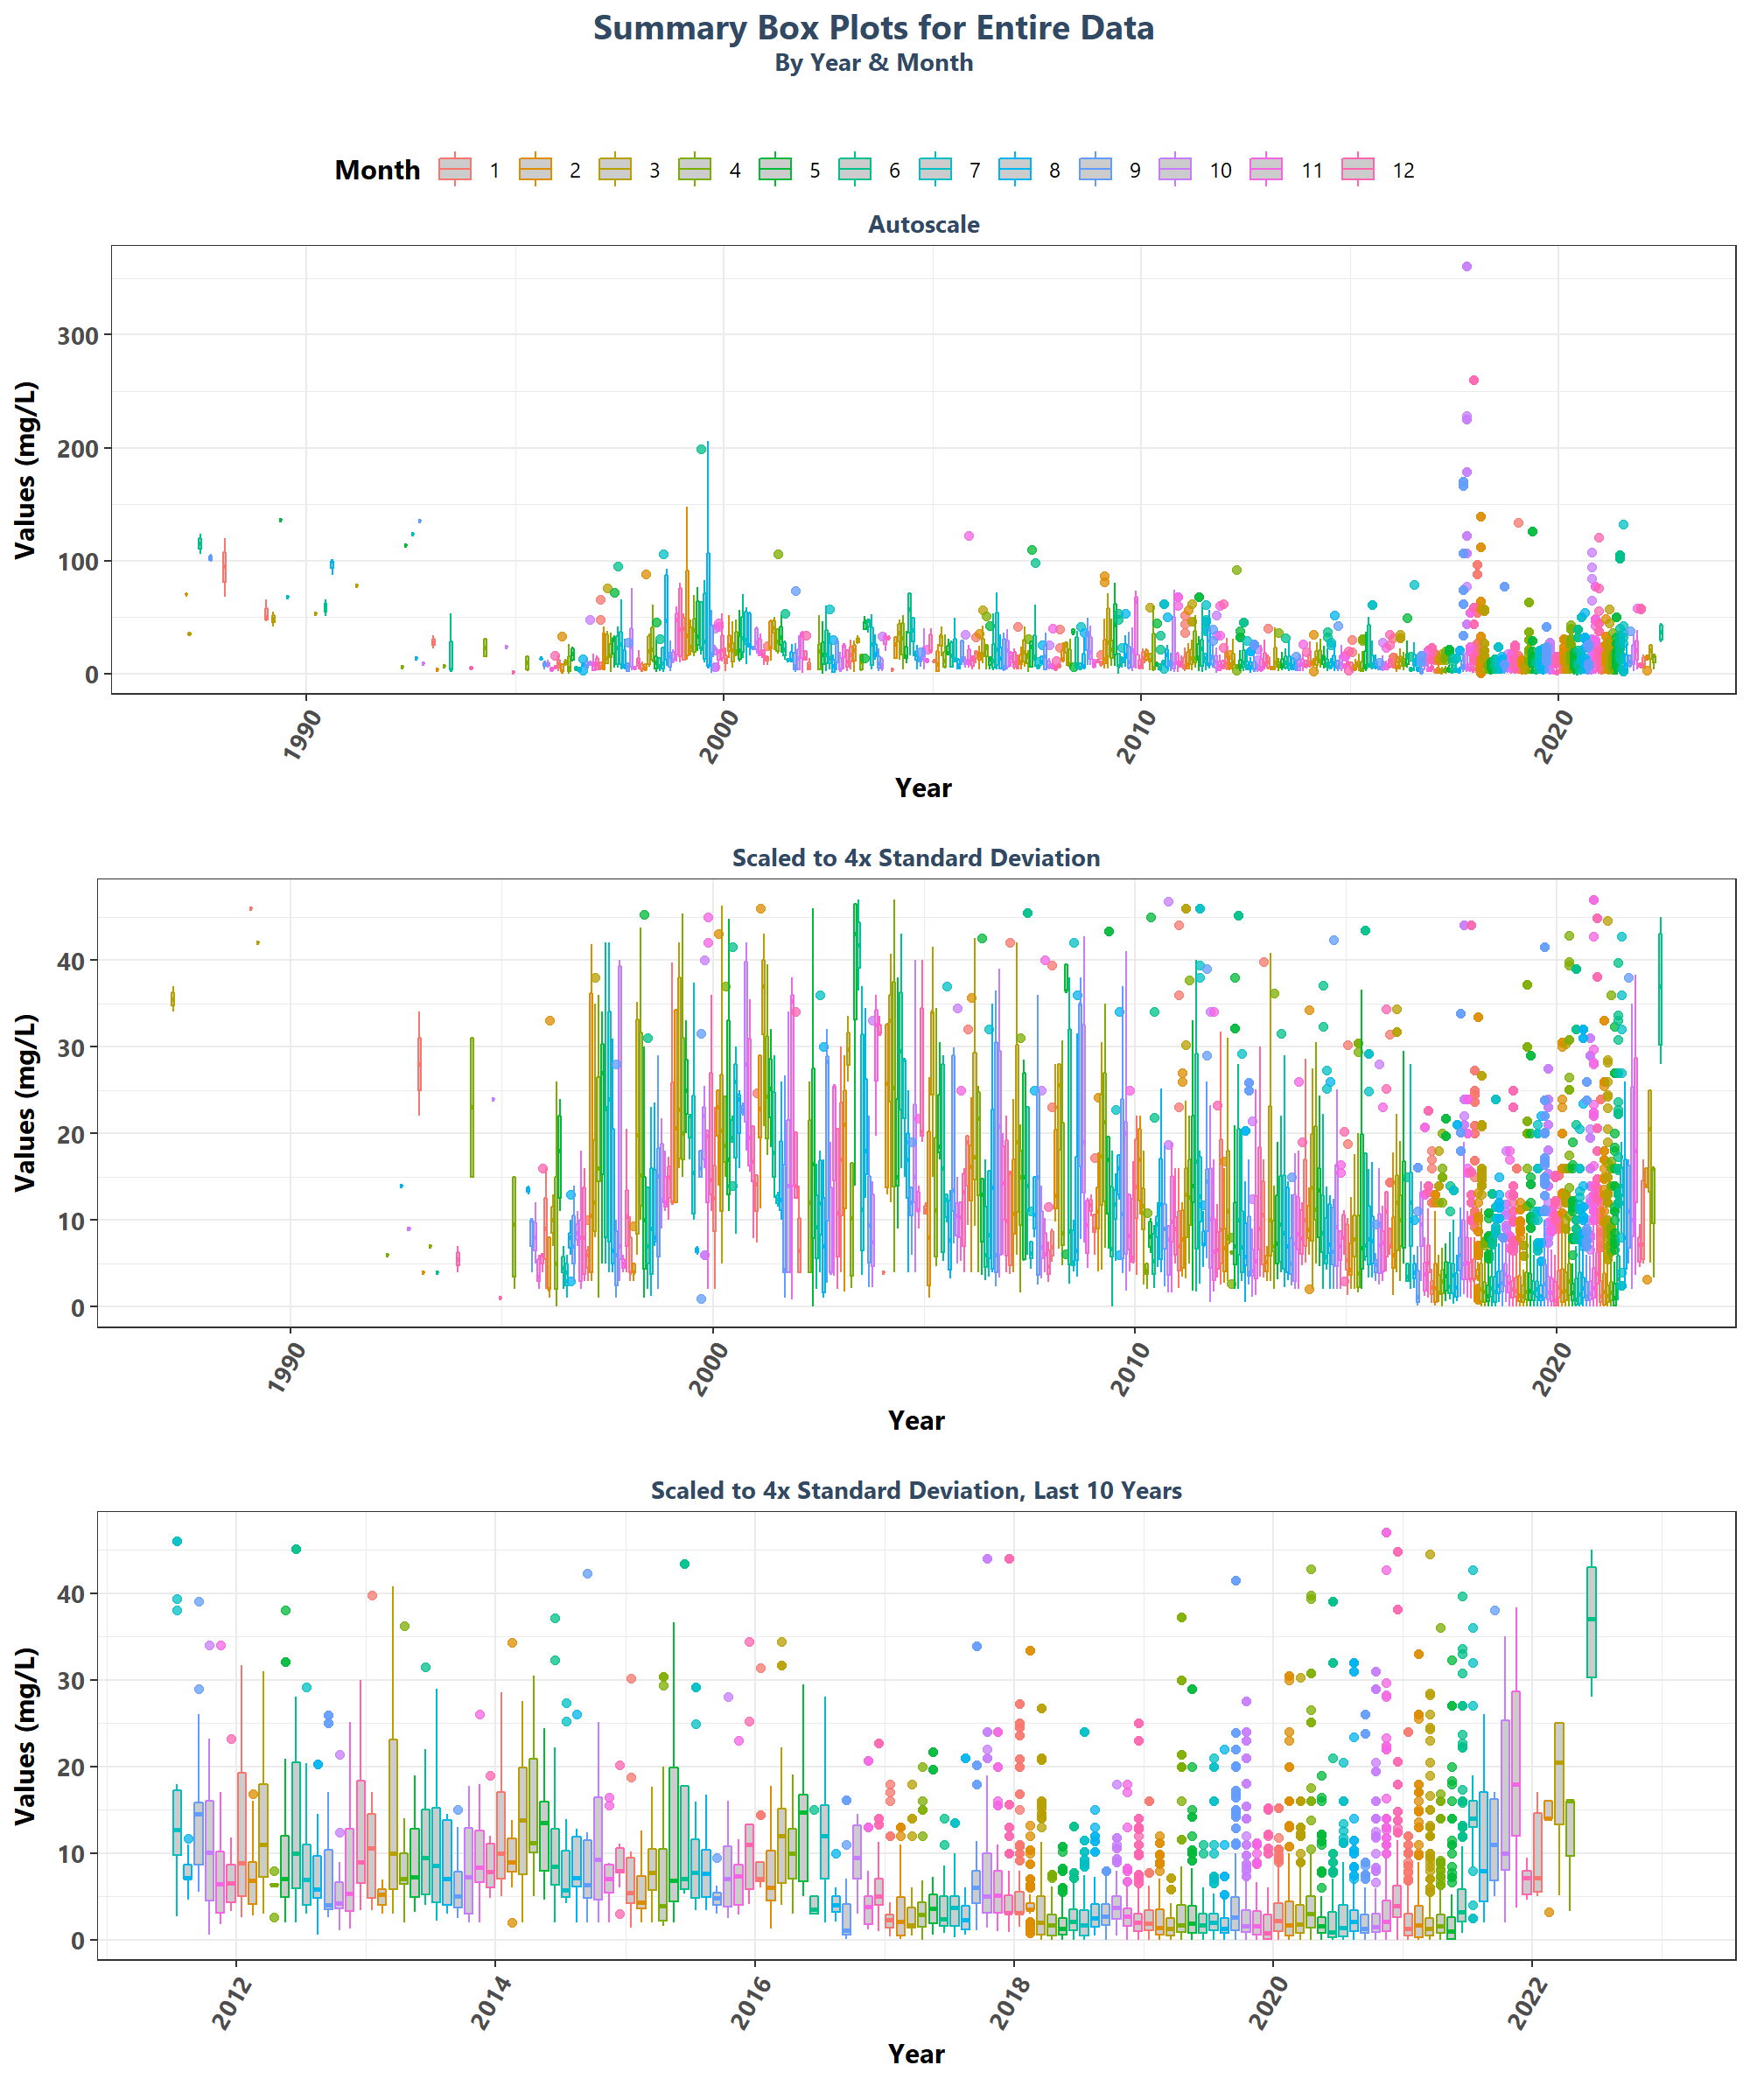 Summary Box Plots for Entire Data
By Year & Month
Month 1 2 3 4 5 6 7 8 9 10 11 12
Autoscale
Values (mg/L)
300
200
100
0
1990 2000 2010 2020
Year
Scaled to 4x Standard Deviation
Values (mg/L)
40
30
20
10
0
1990 2000 2010 2020
Year
Scaled to 4x Standard Deviation, Last 10 Years
Values (mg/L)
40
30
20
10
0
2012 2014 2016 2018 2020 2022
Year